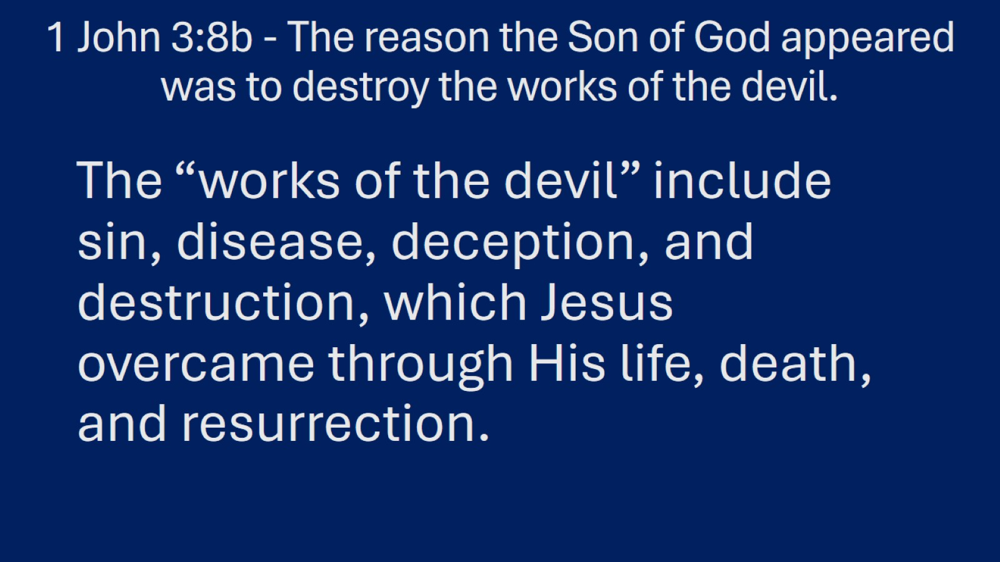 1 John 3:8b - The reason the Son of God appeared
was to destroy the works of the devil.
The “works of the devil” include
sin, disease, deception, and
destruction, which Jesus
overcame through His life, death,
and resurrection.